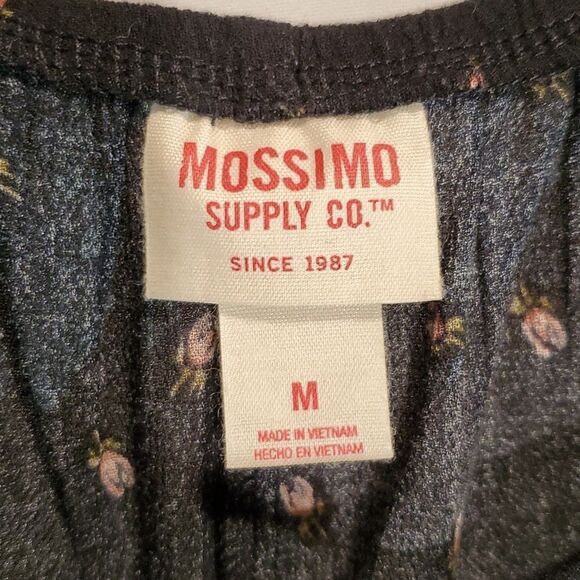 MOSSIMO
SUPPLY CO.™
SINCE 1987
M
MADE IN VIETNAM
HECHO EN VIETNAM